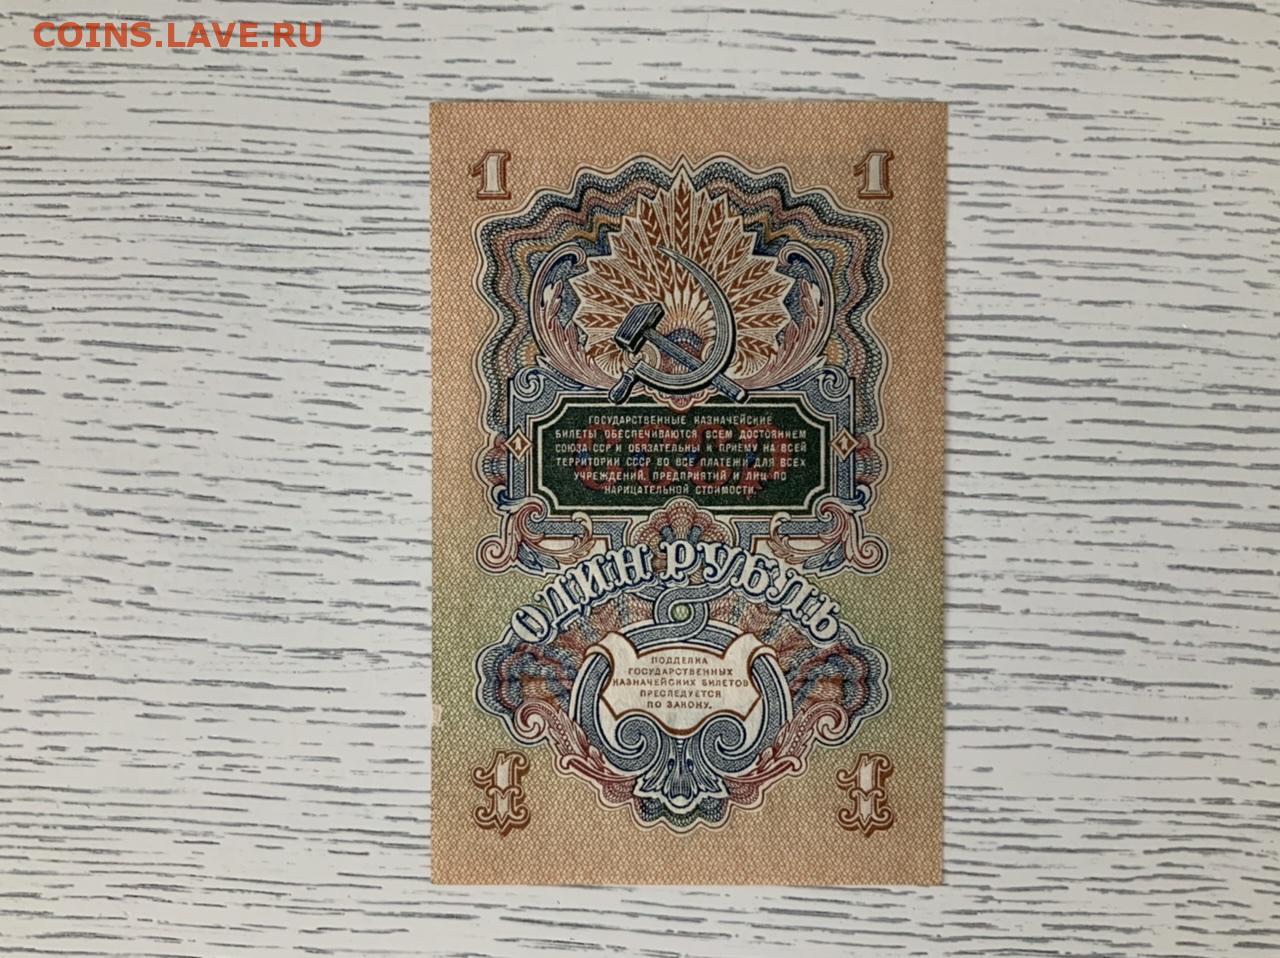 COINS.LAVE.RU
1 1
ГОСУДАРСТВЕННЫЕ КАЗНАЧЕЙСКИЕ
БИЛЕТЫ ОБЕСПЕЧИВАЮТСЯ ВСЕМ ДОСТОЯНИЕМ
СОЮЗА ССР И ОБЯЗАТЕЛЬНЫ К ПРИЕМУ НА ВСЕЙ
ТЕРРИТОРИИ СССР ВО ВСЕ ПЛАТЕЖИ ДЛЯ ВСЕХ
УЧРЕЖДЕНИЙ, ПРЕДПРИЯТИЙ И ЛИЦ ПО
НАРИЦАТЕЛЬНОЙ СТОИМОСТИ.
1 1
ОДИН РУБЛЬ
ПОДДЕЛКА
ГОСУДАРСТВЕННЫХ
КАЗНАЧЕЙСКИХ БИЛЕТОВ
ПРЕСЛЕДУЕТСЯ
ПО ЗАКОНУ.
1 1